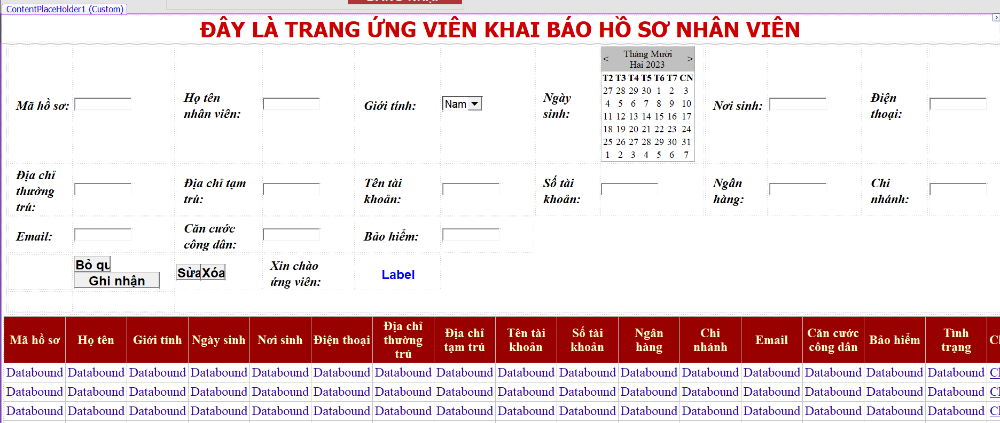 ĐĂNG NHẬP
ContentPlaceHolder1 (Custom)
ĐÂY LÀ TRANG ỨNG VIÊN KHAI BÁO HỒ SƠ NHÂN VIÊN
Mã hồ sơ:
Họ tên
nhân viên:
Giới tính:
Nam
Ngày
sinh:
< Tháng Mười
Hai 2023 >
T2 T3 T4 T5 T6 T7 CN
27 28 29 30 1 2 3
4 5 6 7 8 9 10
11 12 13 14 15 16 17
18 19 20 21 22 23 24
25 26 27 28 29 30 31
1 2 3 4 5 6 7
Nơi sinh:
Điện
thoại:
Địa chỉ
thường
trú:
Địa chỉ tạm
trú:
Tên tài
khoản:
Số tài
khoản:
Ngân
hàng:
Chi
nhánh:
Email:
Căn cước
công dân:
Bảo hiểm:
Bỏ qu
Ghi nhận
Sửa Xóa
Xin chào
ứng viên:
Label
Mã hồ sơ
Họ tên
Giới tính
Ngày sinh
Nơi sinh
Điện thoại
Địa chỉ
thường
trú
Địa chỉ
tạm trú
Tên tài
khoản
Số tài
khoản
Ngân
hàng
Chi
nhánh
Email
Căn cước
công dân
Bảo hiểm
Tình
trạng
Databound Databound Databound Databound Databound Databound Databound Databound Databound Databound Databound Databound Databound Databound Databound Databound
Databound Databound Databound Databound Databound Databound Databound Databound Databound Databound Databound Databound Databound Databound Databound Databound
Databound Databound Databound Databound Databound Databound Databound Databound Databound Databound Databound Databound Databound Databound Databound Databound